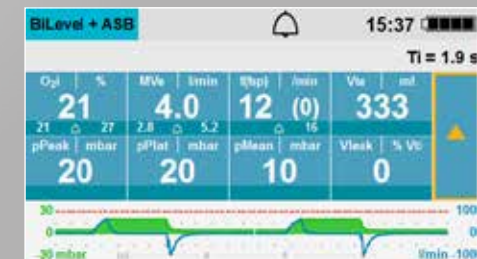 BiLevel + ASB 15:37
Ti = 1.9 s
O₂i % MVe l/min f(bp) /min Vte ml
21 4.0 12 (0) 333
21 27 2.8 5.2 16
pPeak mbar pPlat mbar pMean mbar Vleak % Vti
20 20 10 0
30 100
0 0
-30 mbar l/min -100